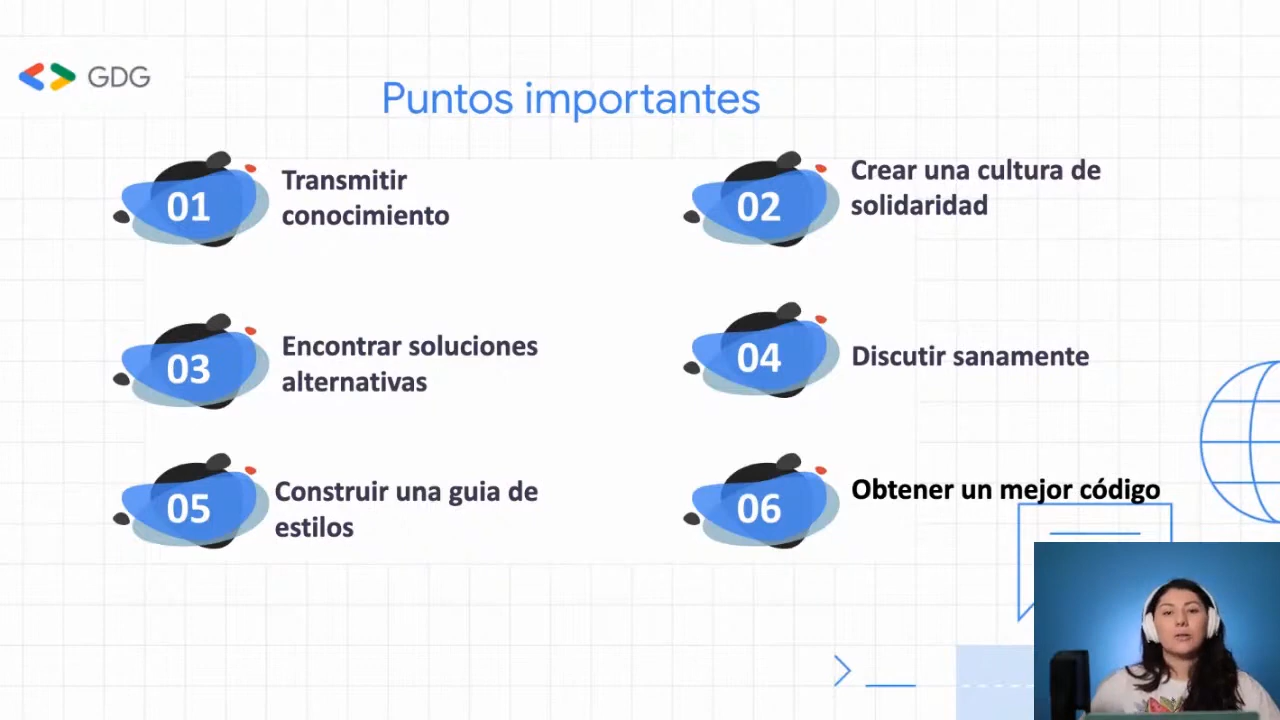 GDG
Puntos importantes
01
Transmitir
conocimiento
02
Crear una cultura de
solidaridad
03
Encontrar soluciones
alternativas
04
Discutir sanamente
05
Construir una guia de
estilos
06
Obtener un mejor código